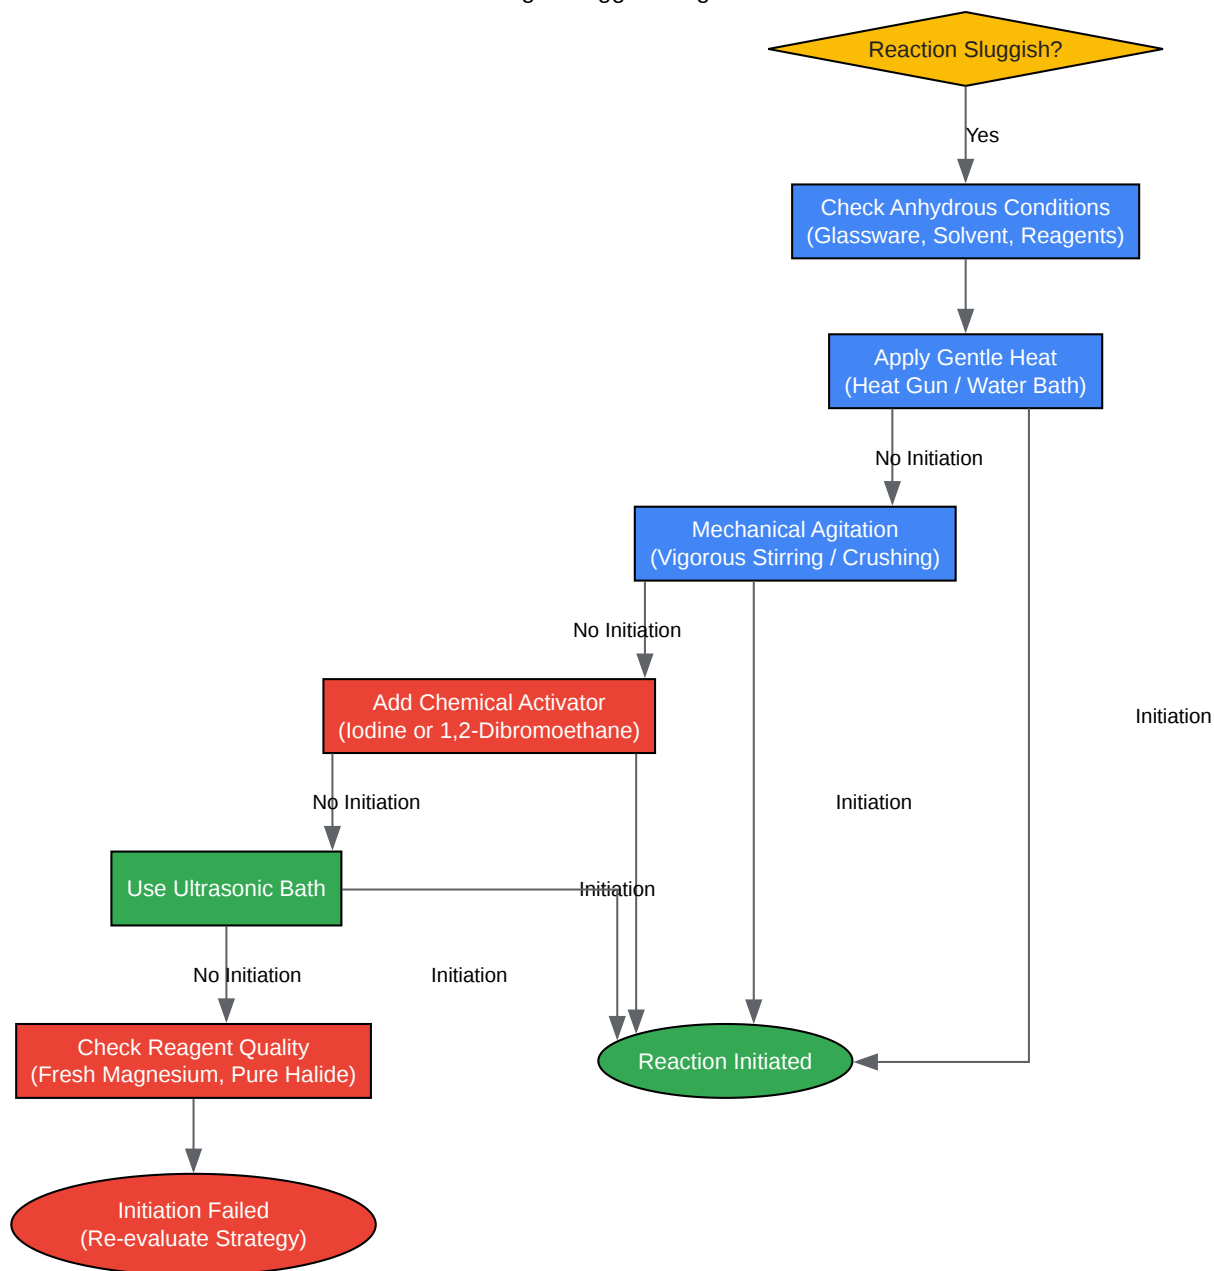 Reaction Sluggish?
Yes
Check Anhydrous Conditions
(Glassware, Solvent, Reagents)
Apply Gentle Heat
(Heat Gun / Water Bath)
No Initiation
Mechanical Agitation
(Vigorous Stirring / Crushing)
No Initiation
Add Chemical Activator
(Iodine or 1,2-Dibromoethane)
Initiation
No Initiation
Initiation
Use Ultrasonic Bath
Initiation
No Initiation
Initiation
Check Reagent Quality
(Fresh Magnesium, Pure Halide)
Reaction Initiated
Initiation Failed
(Re-evaluate Strategy)